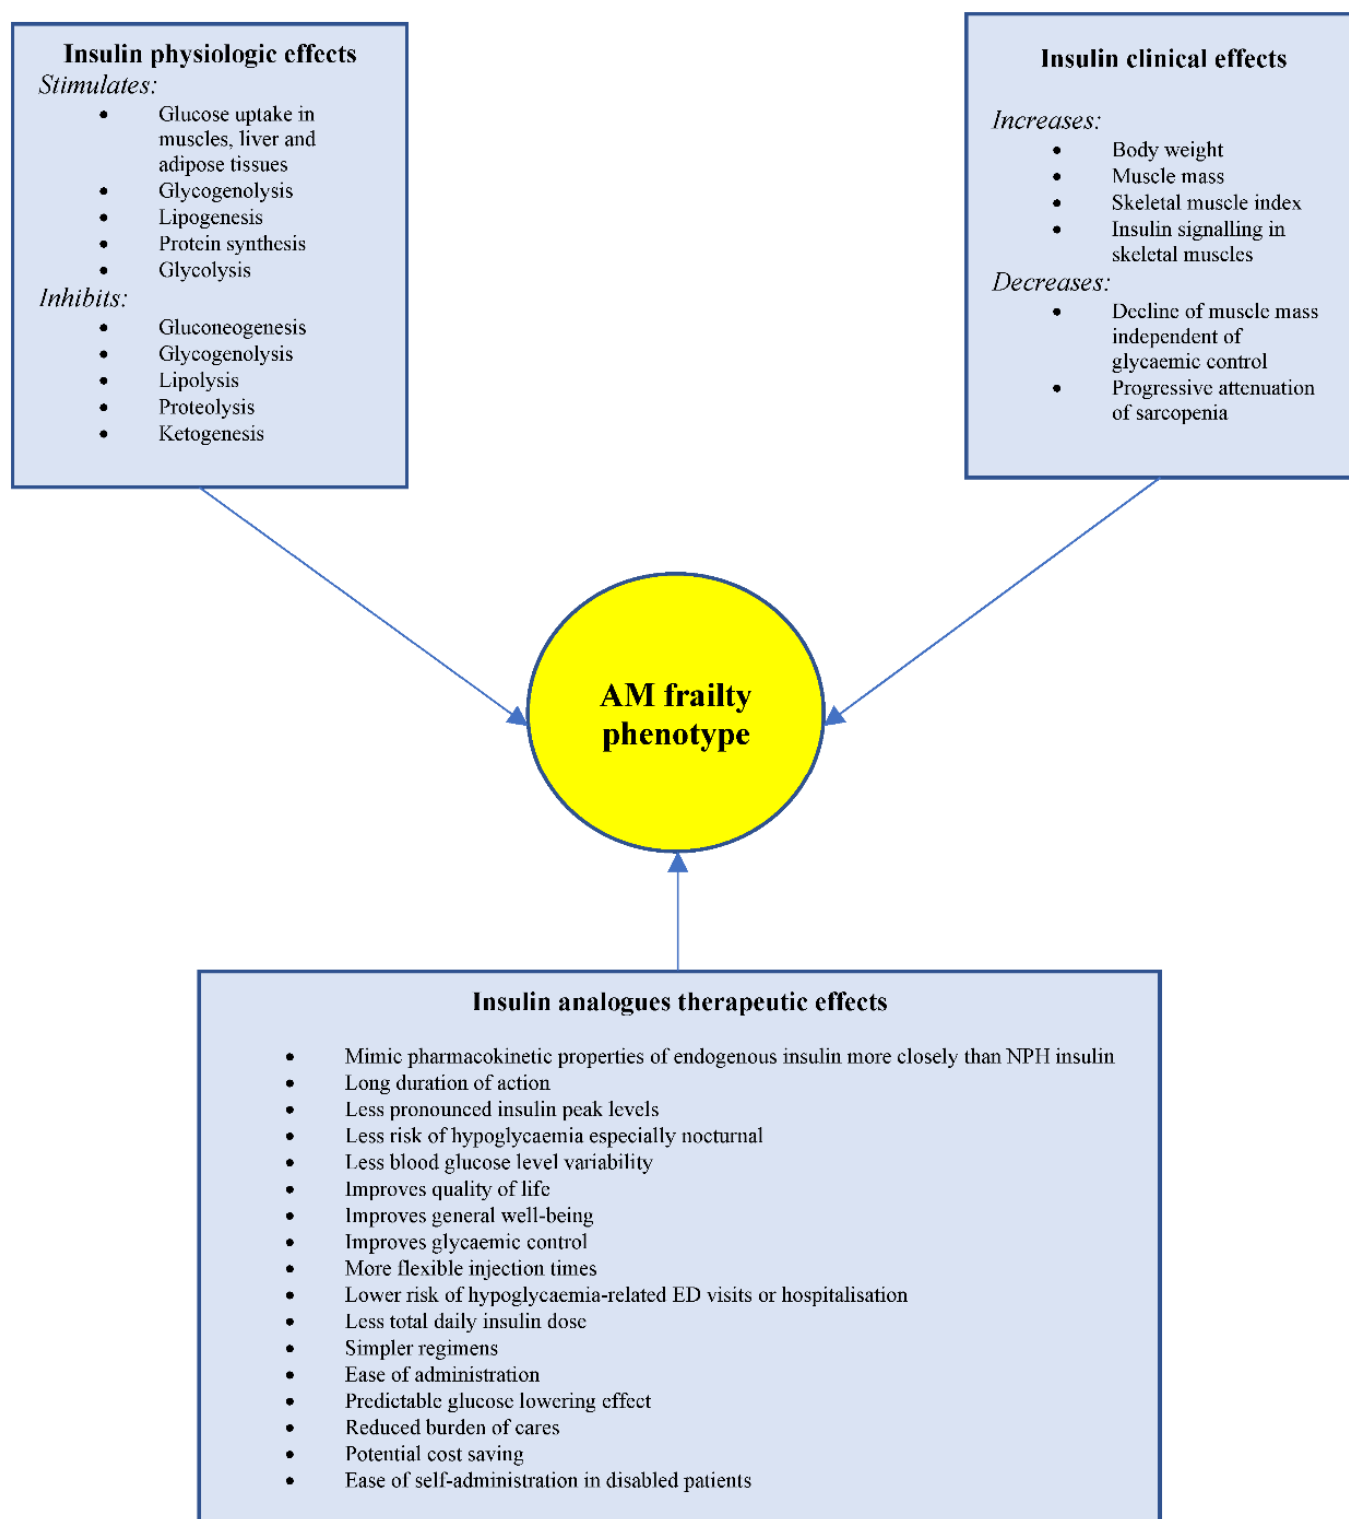 Insulin physiologic effects
Stimulates:
• Glucose uptake in
muscles, liver and
adipose tissues
• Glycogenolysis
• Lipogenesis
• Protein synthesis
• Glycolysis
Inhibits:
• Gluconeogenesis
• Glycogenolysis
• Lipolysis
• Proteolysis
• Ketogenesis
Insulin clinical effects
Increases:
• Body weight
• Muscle mass
• Skeletal muscle index
• Insulin signalling in
skeletal muscles
Decreases:
• Decline of muscle mass
independent of
glycaemic control
• Progressive attenuation
of sarcopenia
AM frailty
phenotype
Insulin analogues therapeutic effects
• Mimic pharmacokinetic properties of endogenous insulin more closely than NPH insulin
• Long duration of action
• Less pronounced insulin peak levels
• Less risk of hypoglycaemia especially nocturnal
• Less blood glucose level variability
• Improves quality of life
• Improves general well-being
• Improves glycaemic control
• More flexible injection times
• Lower risk of hypoglycaemia-related ED visits or hospitalisation
• Less total daily insulin dose
• Simpler regimens
• Ease of administration
• Predictable glucose lowering effect
• Reduced burden of cares
• Potential cost saving
• Ease of self-administration in disabled patients